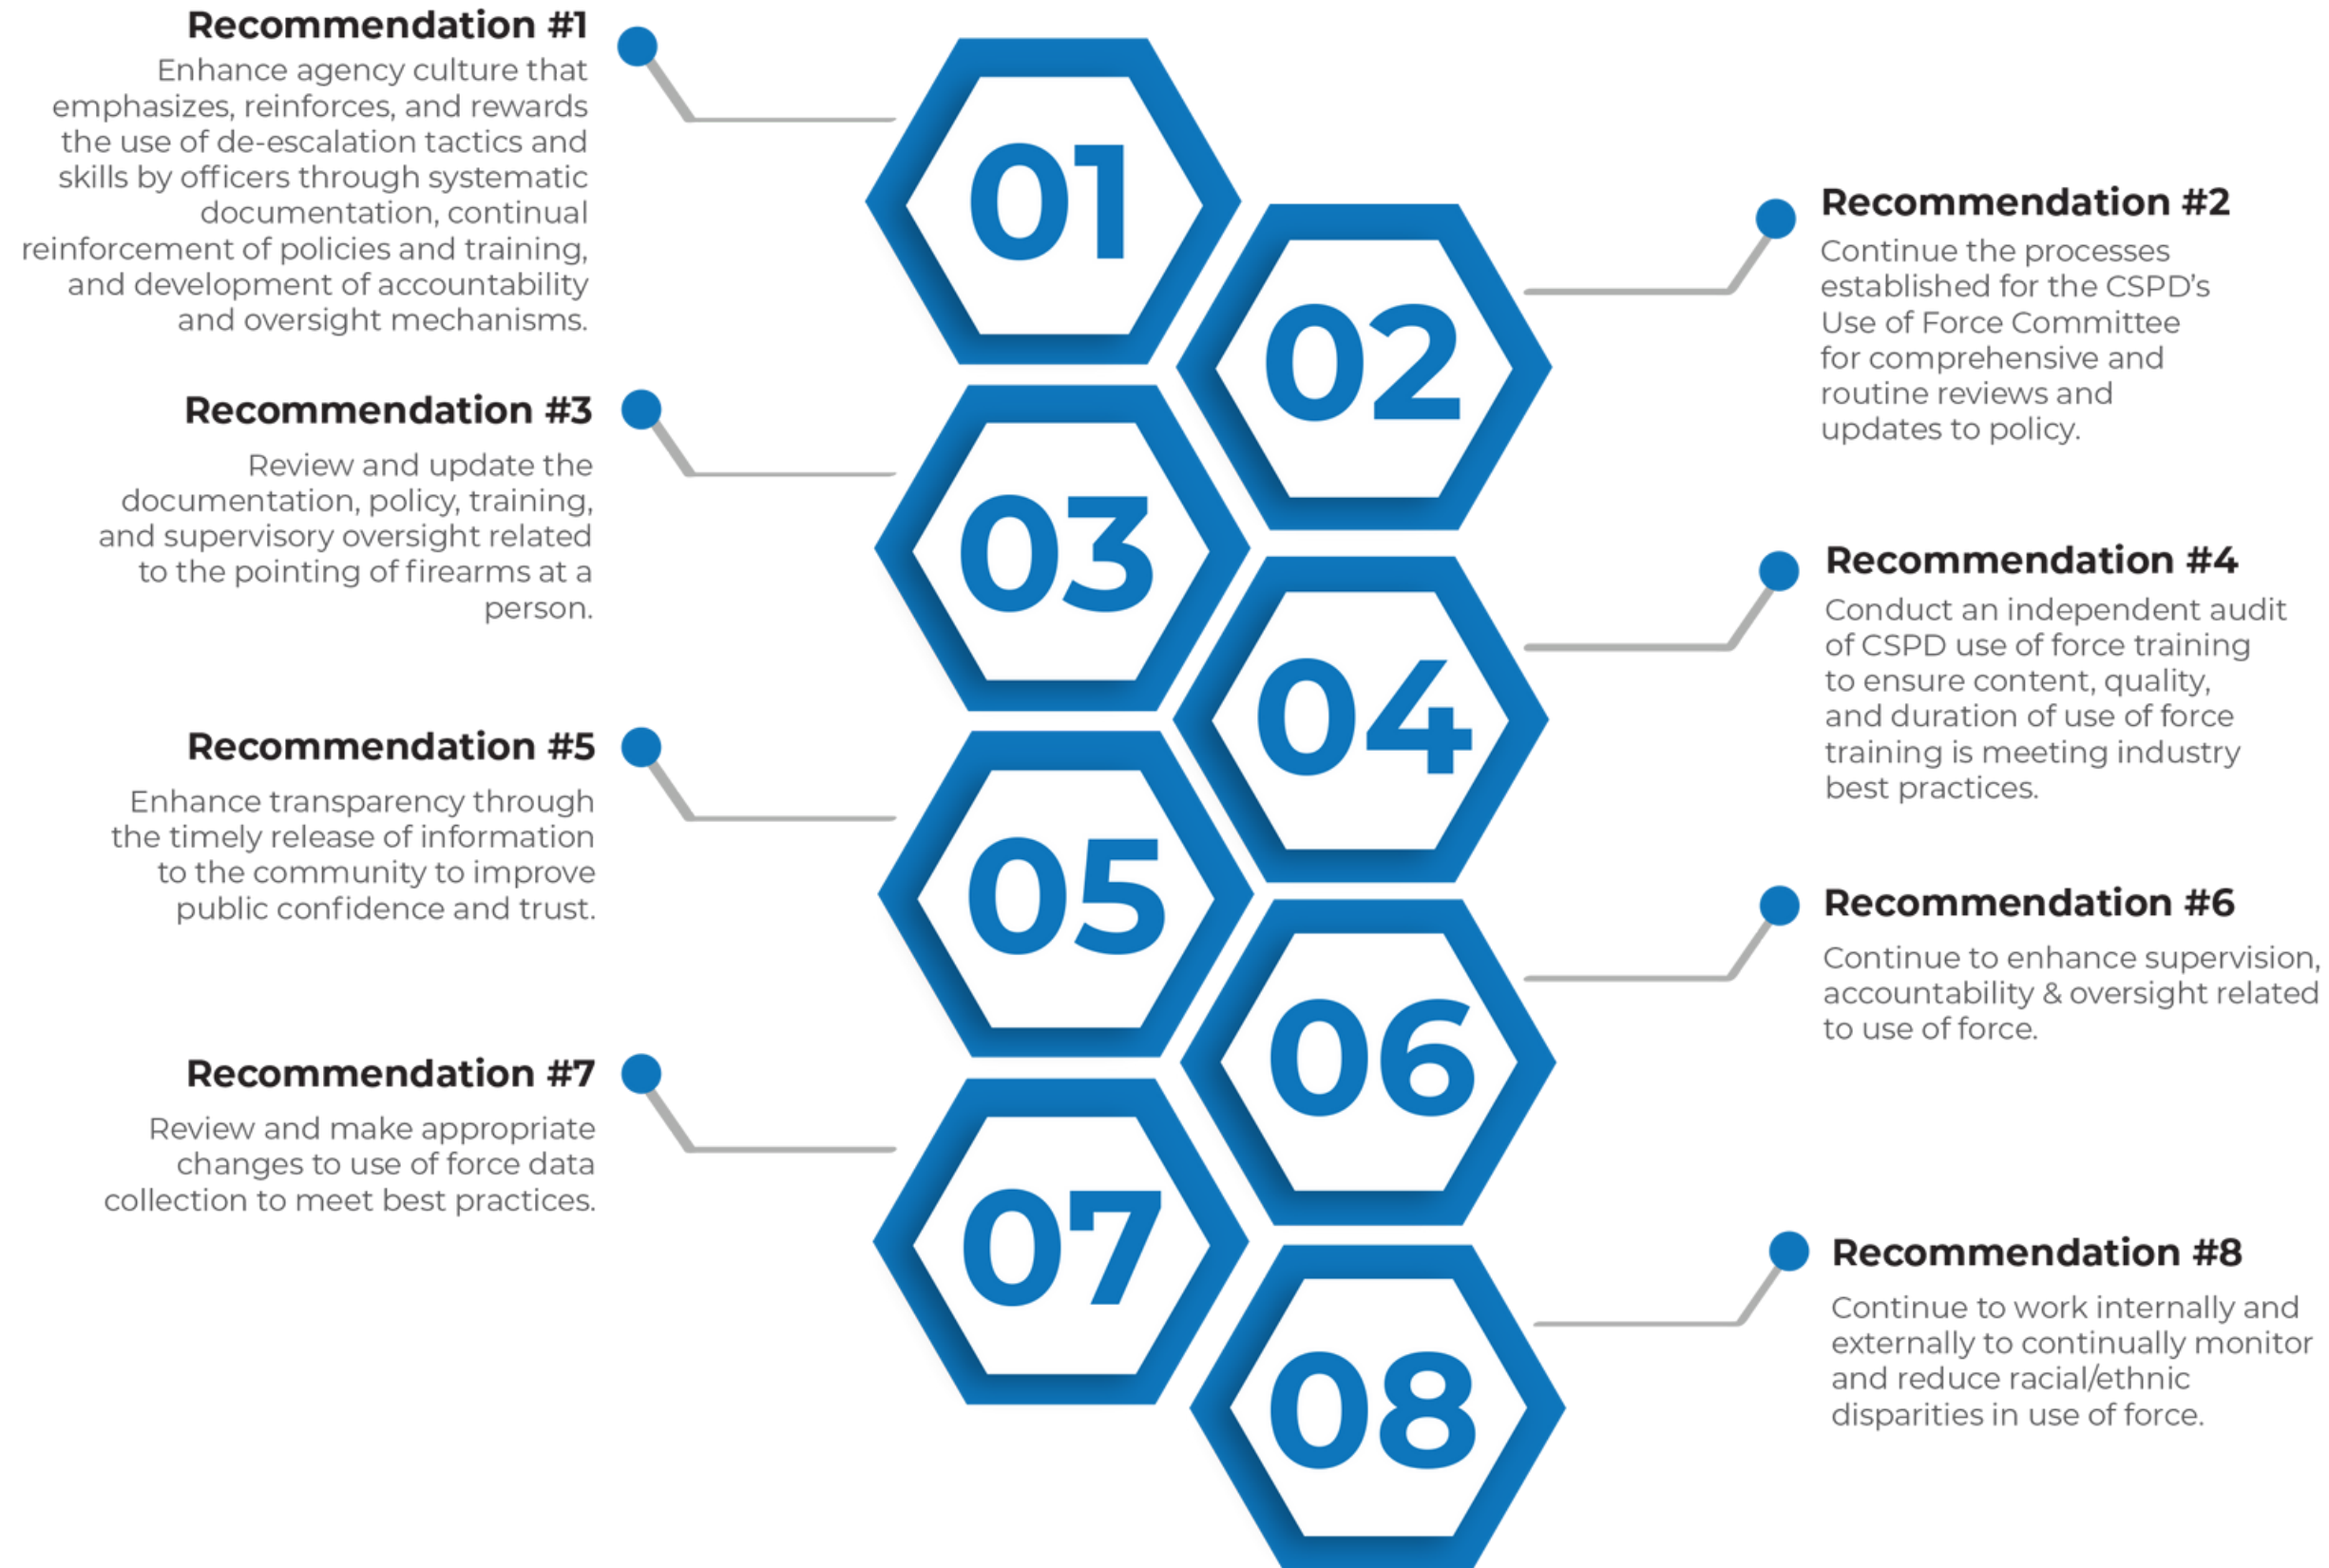 Recommendation #1
Enhance agency culture that
emphasizes, reinforces, and rewards
the use of de-escalation tactics and
skills by officers through systematic
documentation, continual
reinforcement of policies and training,
and development of accountability
and oversight mechanisms.
01
Recommendation #2
Continue the processes
established for the CSPD’s
Use of Force Committee
for comprehensive and
routine reviews and
updates to policy.
02
Recommendation #3
Review and update the
documentation, policy, training,
and supervisory oversight related
to the pointing of firearms at a
person.
03
Recommendation #4
Conduct an independent audit
of CSPD use of force training
to ensure content, quality,
and duration of use of force
training is meeting industry
best practices.
04
Recommendation #5
Enhance transparency through
the timely release of information
to the community to improve
public confidence and trust.
05
Recommendation #6
Continue to enhance supervision,
accountability & oversight related
to use of force.
06
Recommendation #7
Review and make appropriate
changes to use of force data
collection to meet best practices.
07
Recommendation #8
Continue to work internally and
externally to continually monitor
and reduce racial/ethnic
disparities in use of force.
08